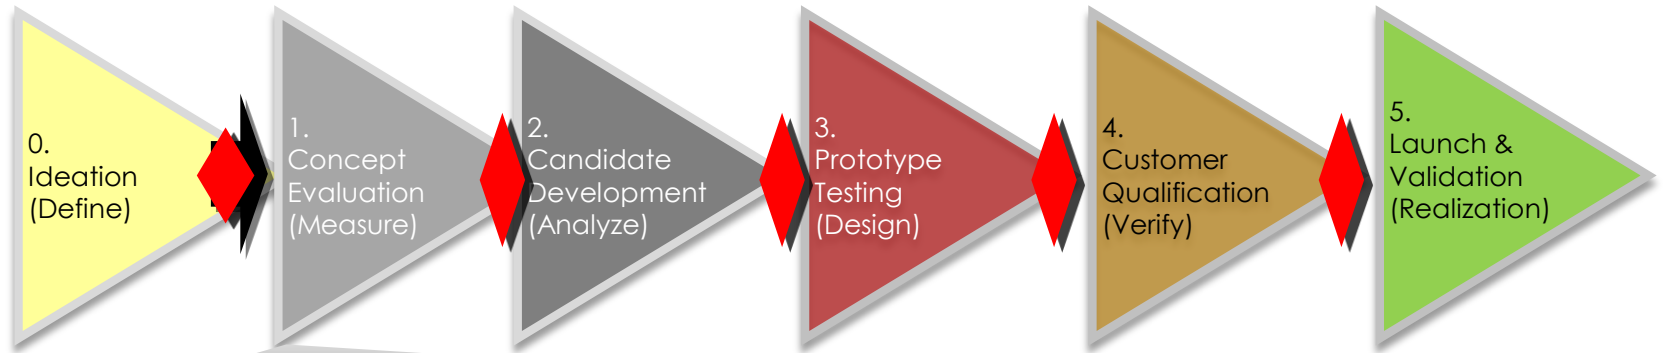 0.
Ideation
(Define)
1.
Concept
Evaluation
(Measure)
2.
Candidate
Development
(Analyze)
3.
Prototype
Testing
(Design)
4.
Customer
Qualification
(Verify)
5.
Launch &
Validation
(Realization)